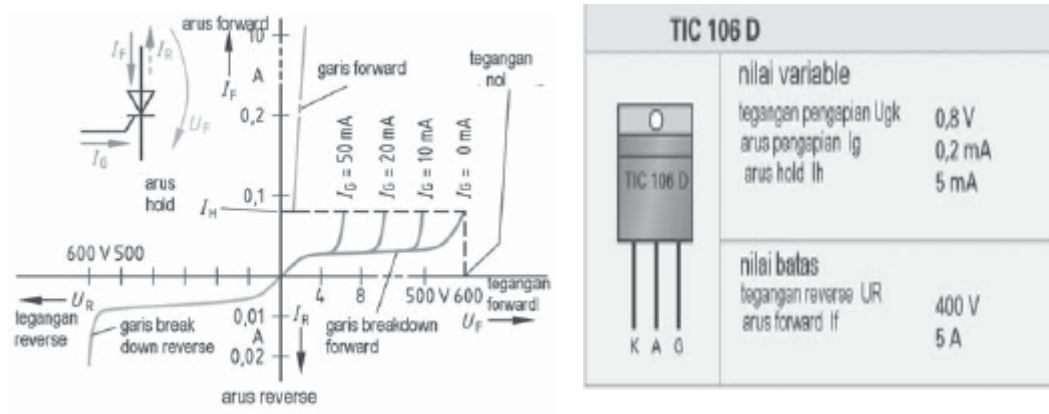 arus forward
10
A
I_F
0,2
0,1
I_F
I_R
U_F
I_G
arus
hold
I_H
garis forward
tegangan
nol
I_G = 50 mA
I_G = 20 mA
I_G = 10 mA
I_G = 0 mA
600 V 500
4
8
500 V 600
tegangan
forward
U_F
U_R
tegangan
reverse
garis break
down reverse
0,01
A
0,02
I_R
garis breakdown
forward
arus reverse
TIC 106 D
nilai variable
tegangan pengapian Ugk 0,8 V
arus pengapian Ig 0,2 mA
arus hold Ih 5 mA
TIC 106 D
K A G
nilai batas
tegangan reverse UR 400 V
arus forward If 5 A